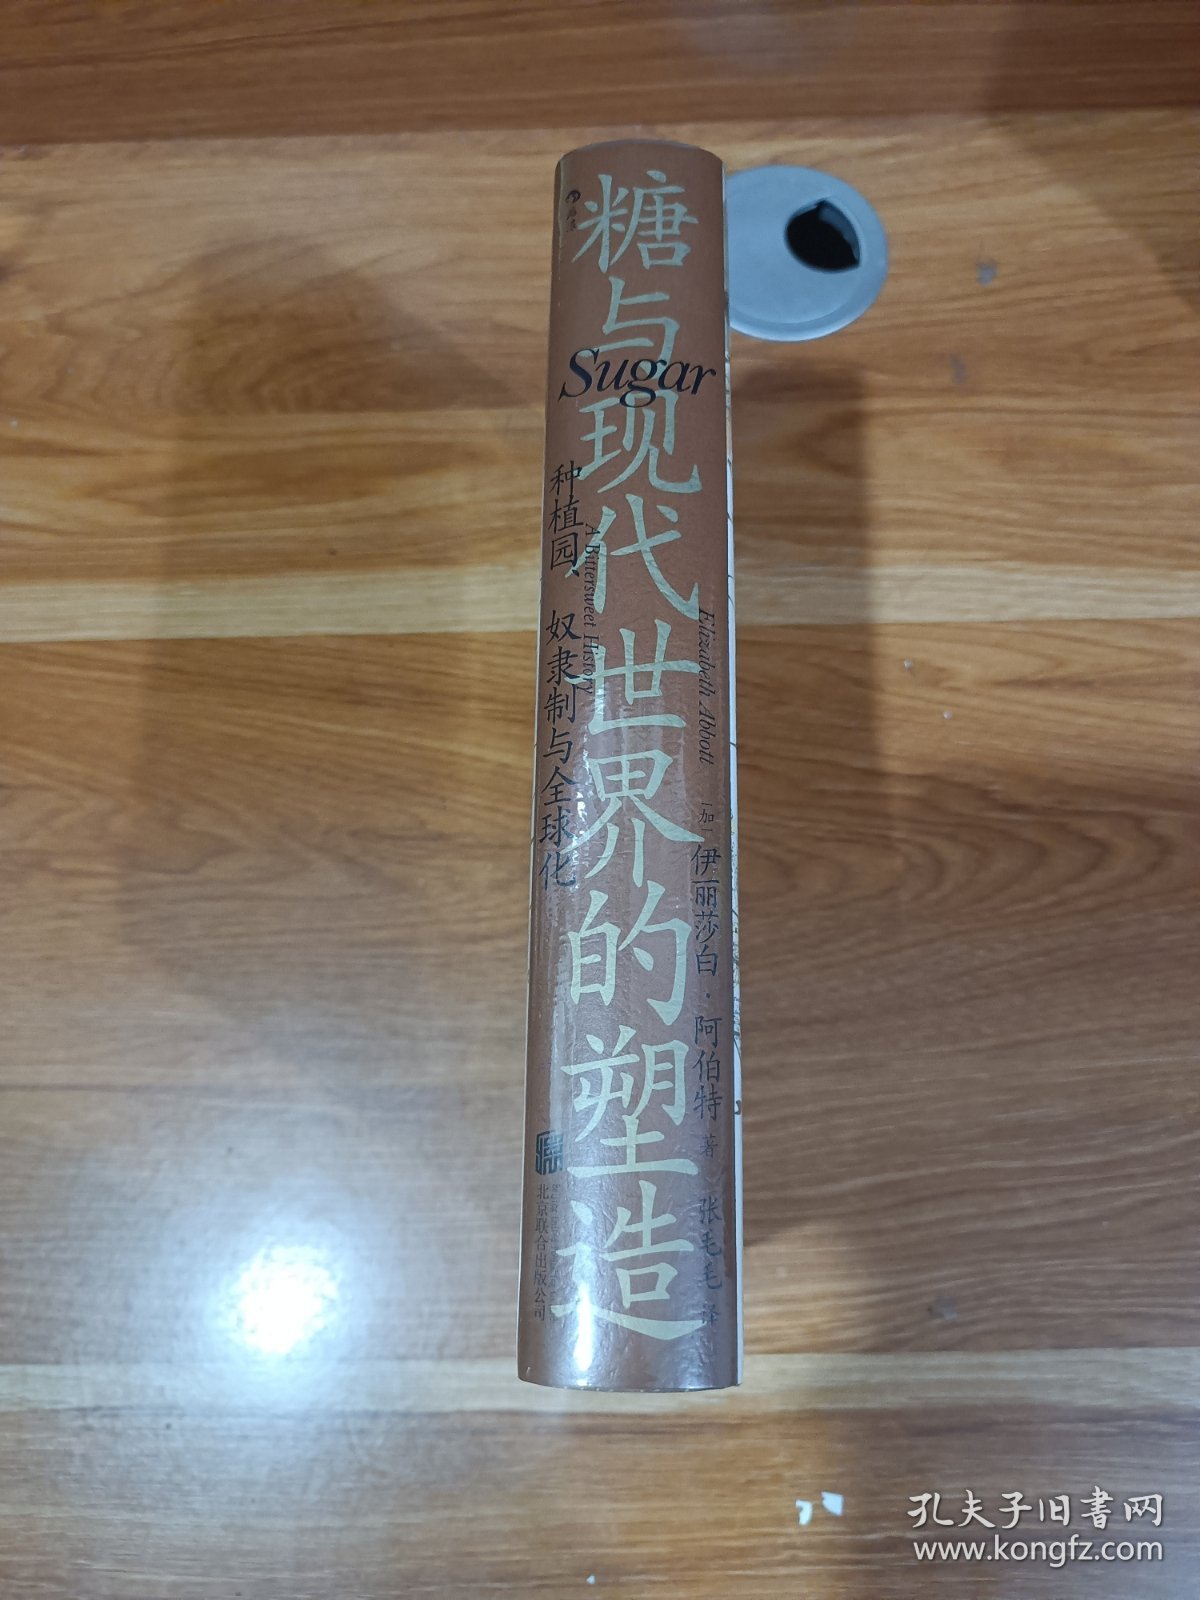 后浪
糖与现代世界的塑造
Sugar
种植园、奴隶制与全球化
A Bittersweet History
Elizabeth Abbott
[加] 伊丽莎白·阿伯特 著
张毛毛 译
北京联合出版公司
孔夫子旧书网
www.kongfz.com